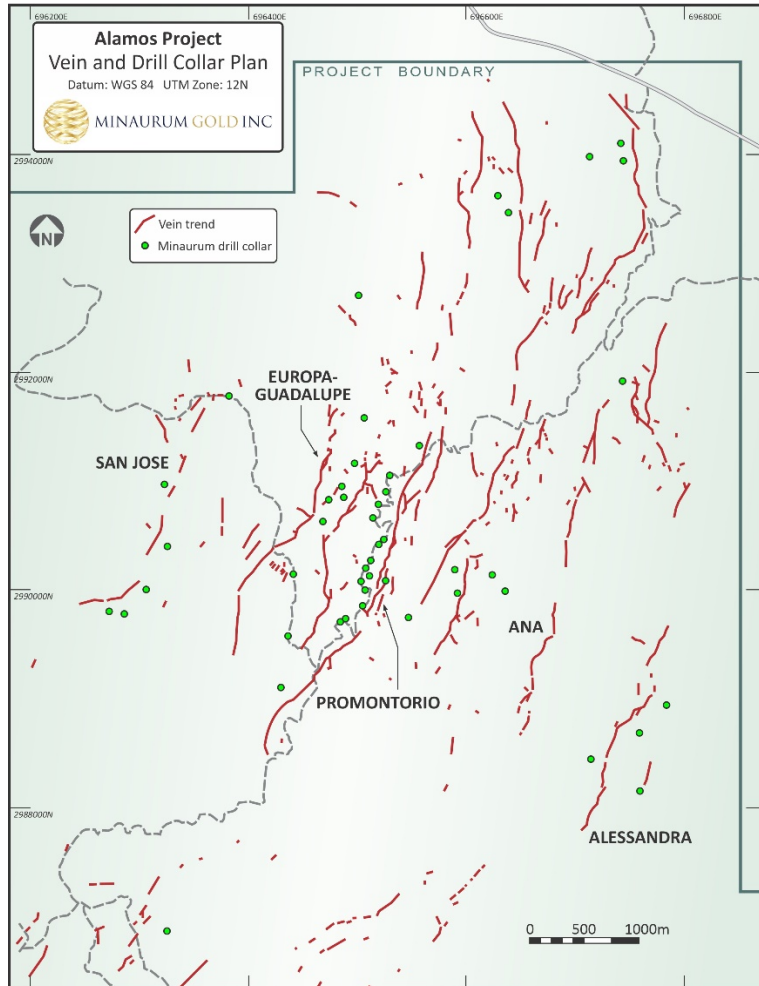 696200E
696400E
696600E
696800E
Alamos Project
Vein and Drill Collar Plan
Datum: WGS 84 UTM Zone: 12N
MINAURUM GOLD INC
PROJECT BOUNDARY
2994000N
N
Vein trend
Minaurum drill collar
2992000N
EUROPA-
GUADALUPE
SAN JOSE
2990000N
ANA
PROMONTORIO
2988000N
ALESSANDRA
0 500 1000m